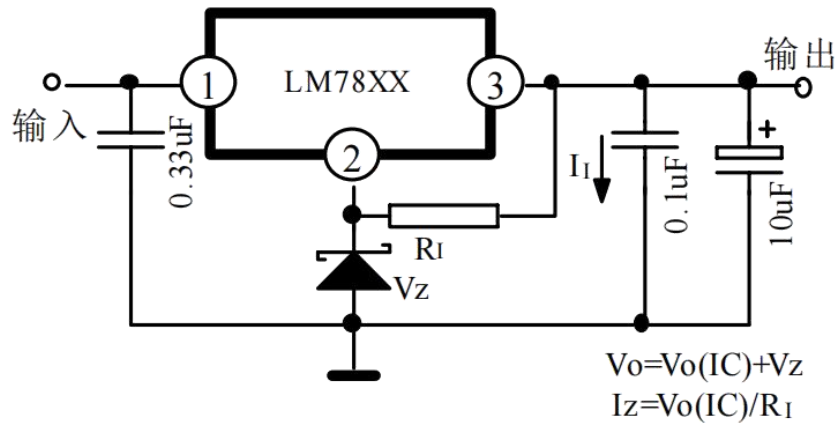 LM78XX
1
3
2
输入
输出
0.33uF
II
0.1uF
+
10uF
RI
Vz
Vo=Vo(IC)+Vz
Iz=Vo(IC)/RI